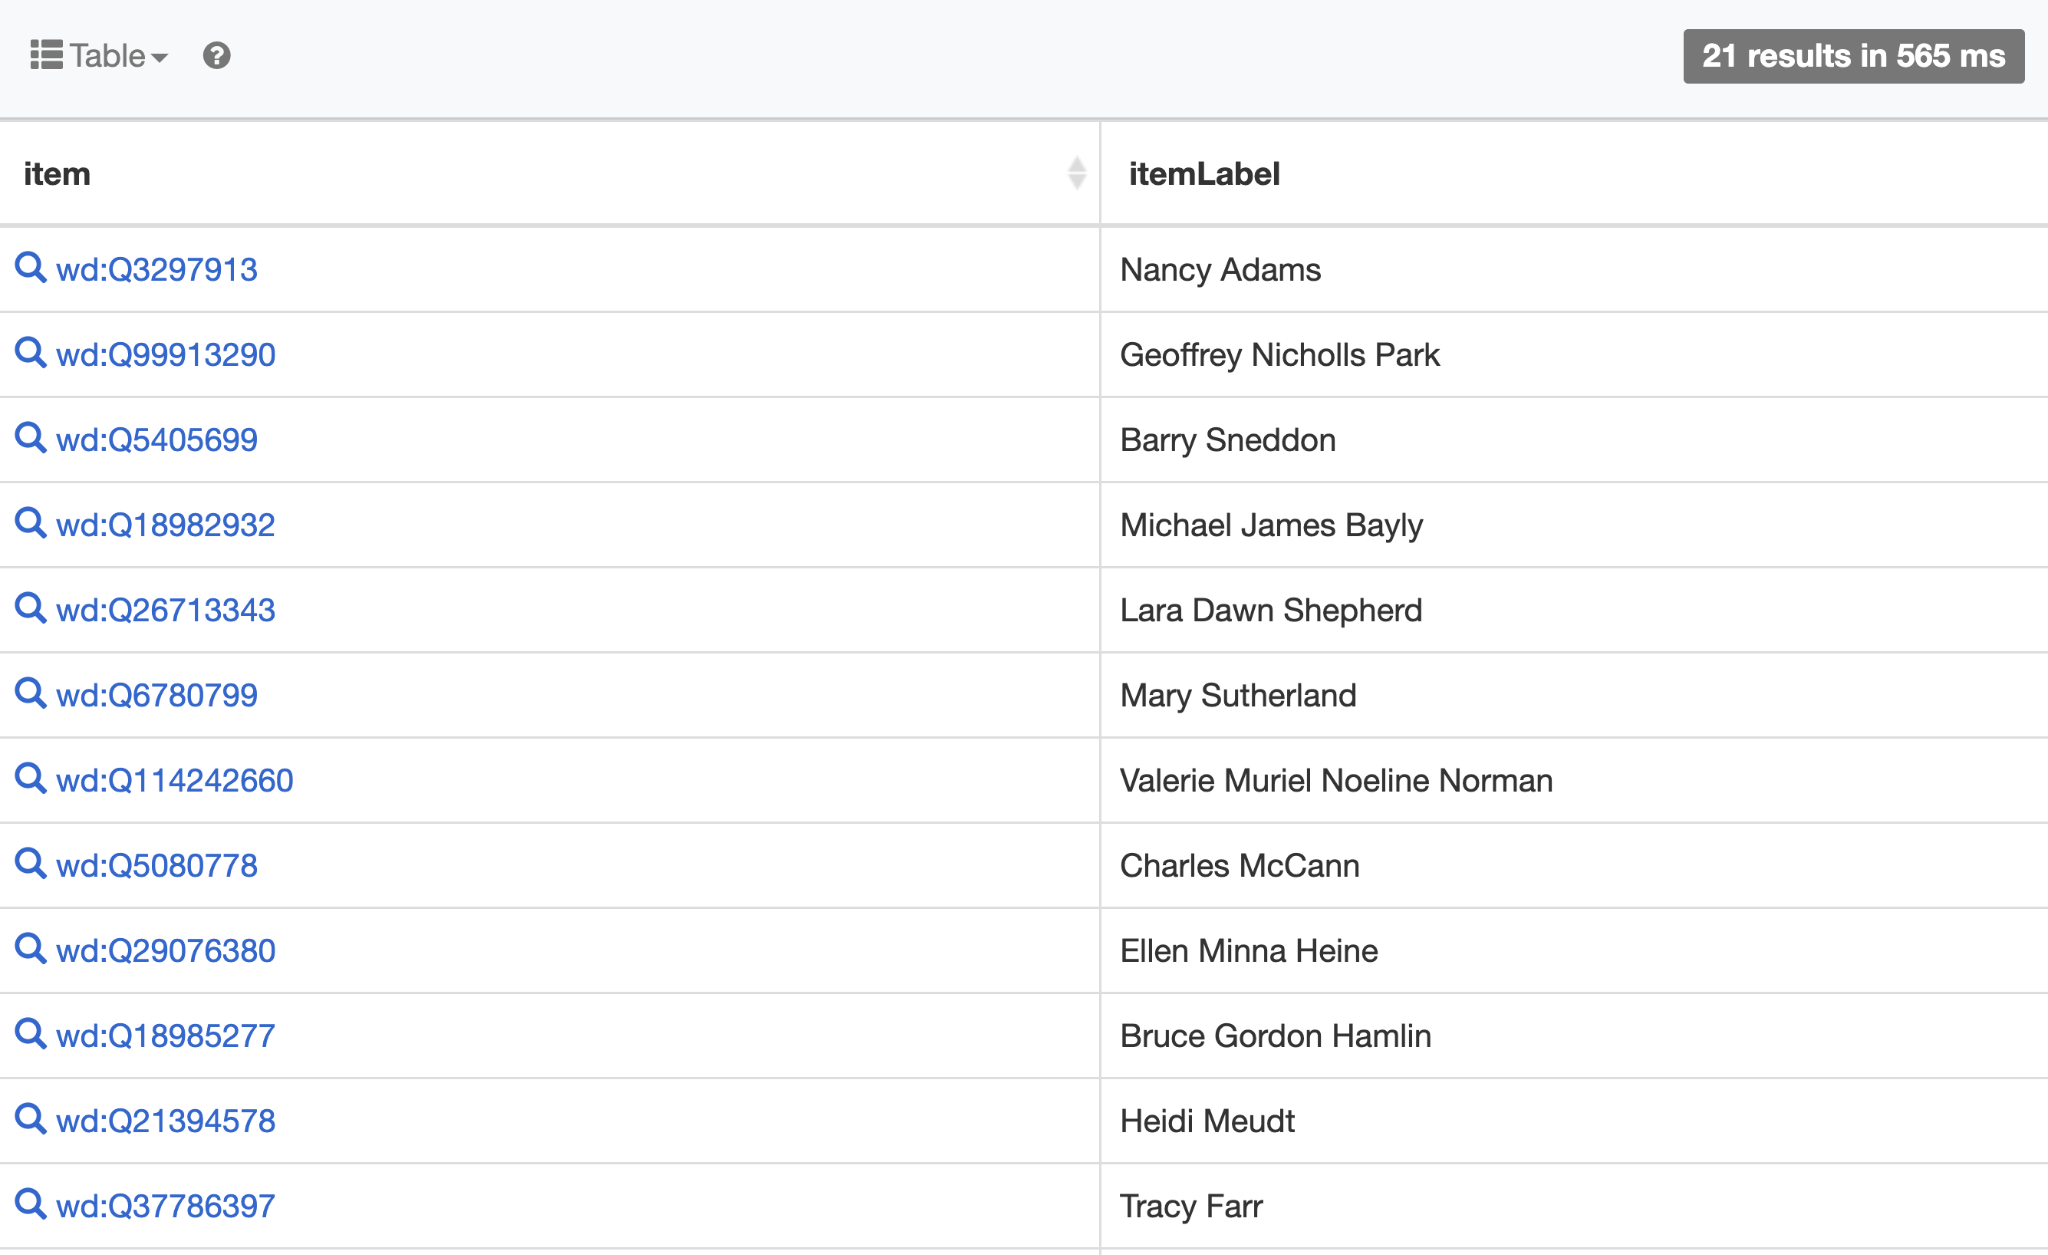 Table
21 results in 565 ms
item itemLabel
wd:Q3297913 Nancy Adams
wd:Q99913290 Geoffrey Nicholls Park
wd:Q5405699 Barry Sneddon
wd:Q18982932 Michael James Bayly
wd:Q26713343 Lara Dawn Shepherd
wd:Q6780799 Mary Sutherland
wd:Q114242660 Valerie Muriel Noeline Norman
wd:Q5080778 Charles McCann
wd:Q29076380 Ellen Minna Heine
wd:Q18985277 Bruce Gordon Hamlin
wd:Q21394578 Heidi Meudt
wd:Q37786397 Tracy Farr